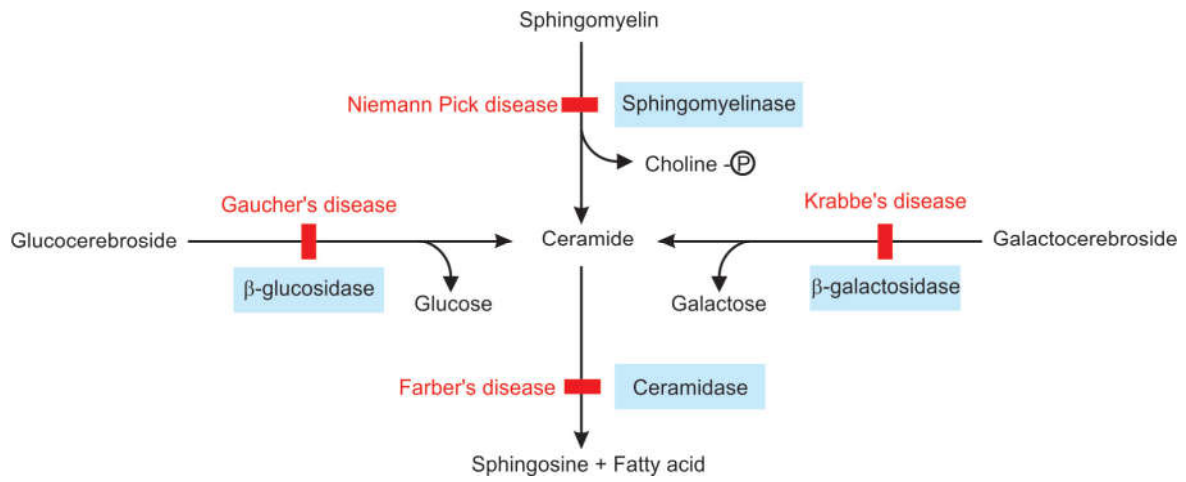 Sphingomyelin
Niemann Pick disease
Sphingomyelinase
Choline -P
Gaucher's disease
Krabbe's disease
Glucocerebroside
Ceramide
Galactocerebroside
β-glucosidase
Glucose
Galactose
β-galactosidase
Farber's disease
Ceramidase
Sphingosine + Fatty acid